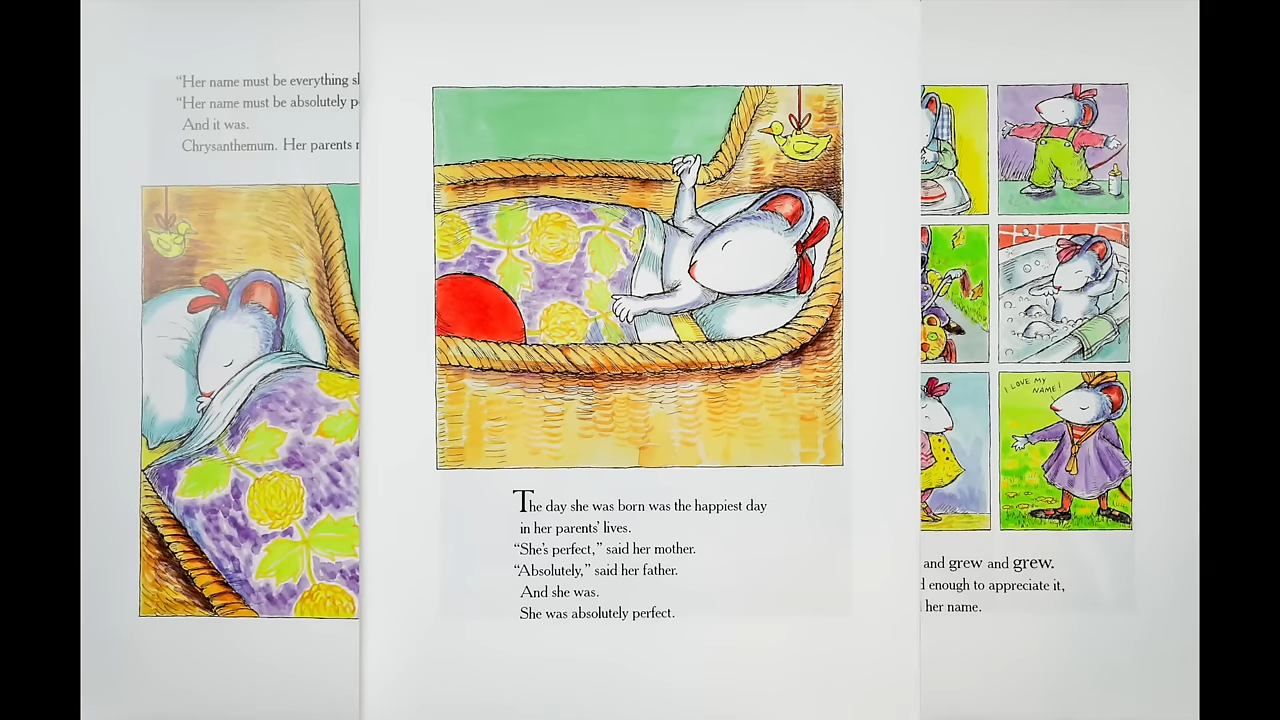 “Her name must be everything
“Her name must be absolutely
And it was.
Chrysanthemum. Her parents
The day she was born was the happiest day
in her parents’ lives.
“She’s perfect,” said her mother.
“Absolutely,” said her father.
And she was.
She was absolutely perfect.
I LOVE MY
NAME!
and grew and grew.
enough to appreciate it,
her name.